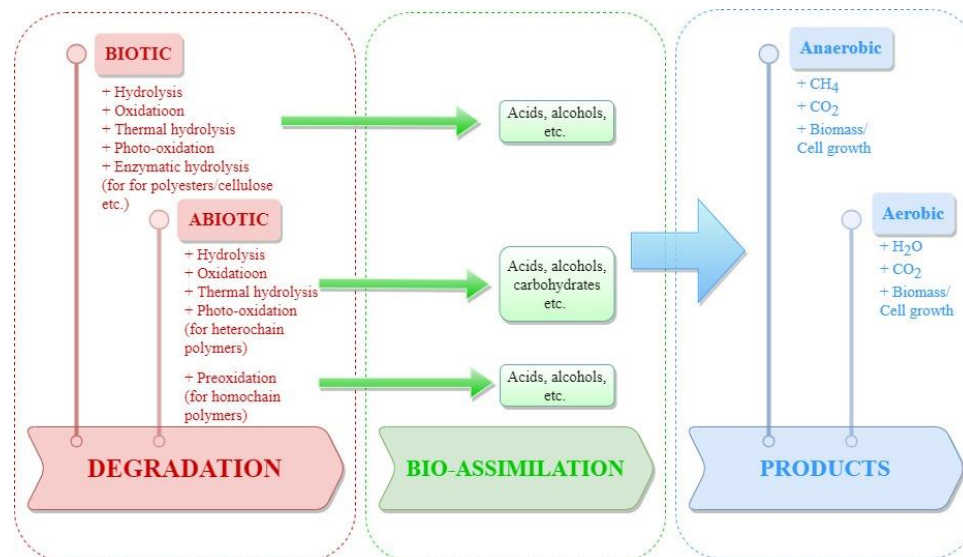 BIOTIC
+ Hydrolysis
+ Oxidatioon
+ Thermal hydrolysis
+ Photo-oxidation
+ Enzymatic hydrolysis
(for for polyesters/cellulose
etc.)
ABIOTIC
+ Hydrolysis
+ Oxidatioon
+ Thermal hydrolysis
+ Photo-oxidation
(for heterochain
polymers)
+ Preoxidation
(for homochain
polymers)
DEGRADATION
Acids, alcohols,
etc.
Acids, alcohols,
carbohydrates
etc.
Acids, alcohols,
etc.
BIO-ASSIMILATION
Anaerobic
+ CH4
+ CO2
+ Biomass/
Cell growth
Aerobic
+ H2O
+ CO2
+ Biomass/
Cell growth
PRODUCTS